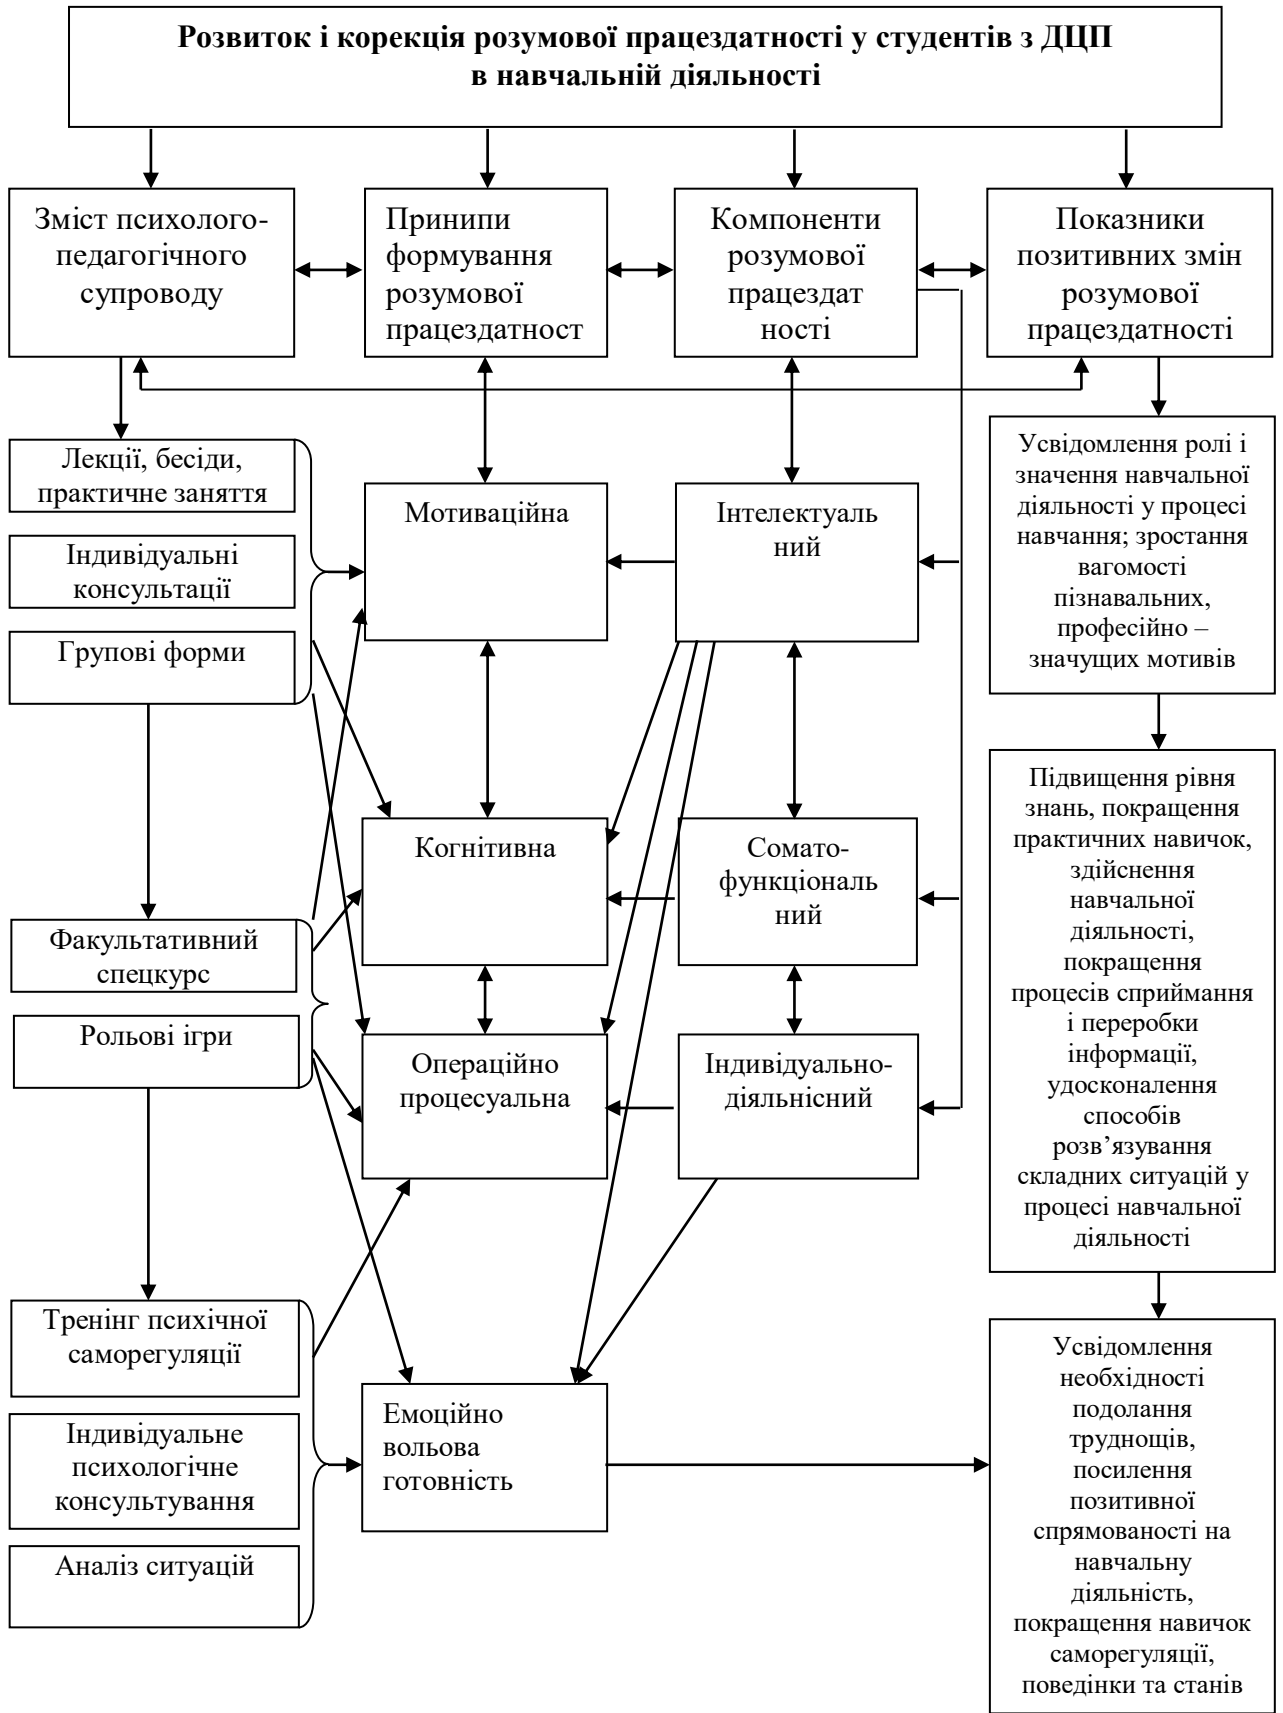 Розвиток і корекція розумової працездатності у студентів з ДЦП
в навчальній діяльності
Зміст психолого-
педагогічного
супроводу
Принипи
формування
розумової
працездатност
Компоненти
розумової
працездат
ності
Показники
позитивних змін
розумової
працездатності
Лекції, бесіди,
практичне заняття
Індивідуальні
консультації
Групові форми
Факультативний
спецкурс
Рольові ігри
Тренінг психічної
саморегуляції
Індивідуальне
психологічне
консультування
Аналіз ситуацій
Мотиваційна
Когнітивна
Операційно
процесуальна
Емоційно
вольова
готовність
Інтелектуаль
ний
Сомато-
функціональ
ний
Індивідуально-
діяльнісний
Усвідомлення ролі і
значення навчальної
діяльності у процесі
навчання; зростання
вагомості
пізнавальних,
професійно –
значущих мотивів
Підвищення рівня
знань, покращення
практичних навичок,
здійснення
навчальної
діяльності,
покращення
процесів сприймання
і переробки
інформації,
удосконалення
способів
розв’язування
складних ситуацій у
процесі навчальної
діяльності
Усвідомлення
необхідності
подолання
труднощів,
посилення
позитивної
спрямованості на
навчальну
діяльність,
покращення навичок
саморегуляції,
поведінки та станів